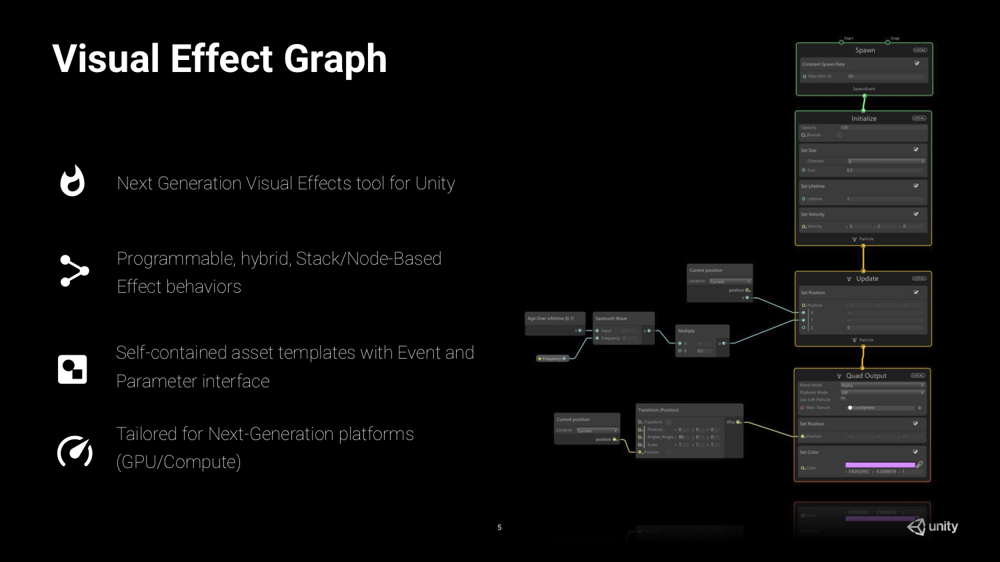 Visual Effect Graph
Next Generation Visual Effects tool for Unity
Programmable, hybrid, Stack/Node-Based
Effect behaviors
Self-contained asset templates with Event and
Parameter interface
Tailored for Next-Generation platforms
(GPU/Compute)
Start Stop
Spawn LOCAL
Constant Spawn Rate
Rate (Min: 0) 50
SpawnEvent
Initialize LOCAL
Capacity 128
Bounds
Set Size
Channels X
Size 0.3
Set Lifetime
Lifetime 1
Set Velocity
Velocity x 5 y 2 z 0
Particle
Update LOCAL
Set Position
Position
X
Y
Z 0
Particle
Current position
Location Current
position
x
Age Over Lifetime [0,1]
t
Sawtooth Wave
Input
Frequency 3
o
Frequency
Multiply
A
B 0.5
o
Quad Output LOCAL
Blend Mode Alpha
Flipbook Mode Off
Use Soft Particle
Main Texture CoreSphere
Set Position
Position
Set Color
Color
x 0.8292992 y 0.2688679 z 1
Current position
Location Current
position
Transform (Position)
Transform
Position x 0 y 0 z 0
Angles (Angle x 90 y 0 z 0
Scale x 1 y 1 z 1
Position
tPos
5
unity